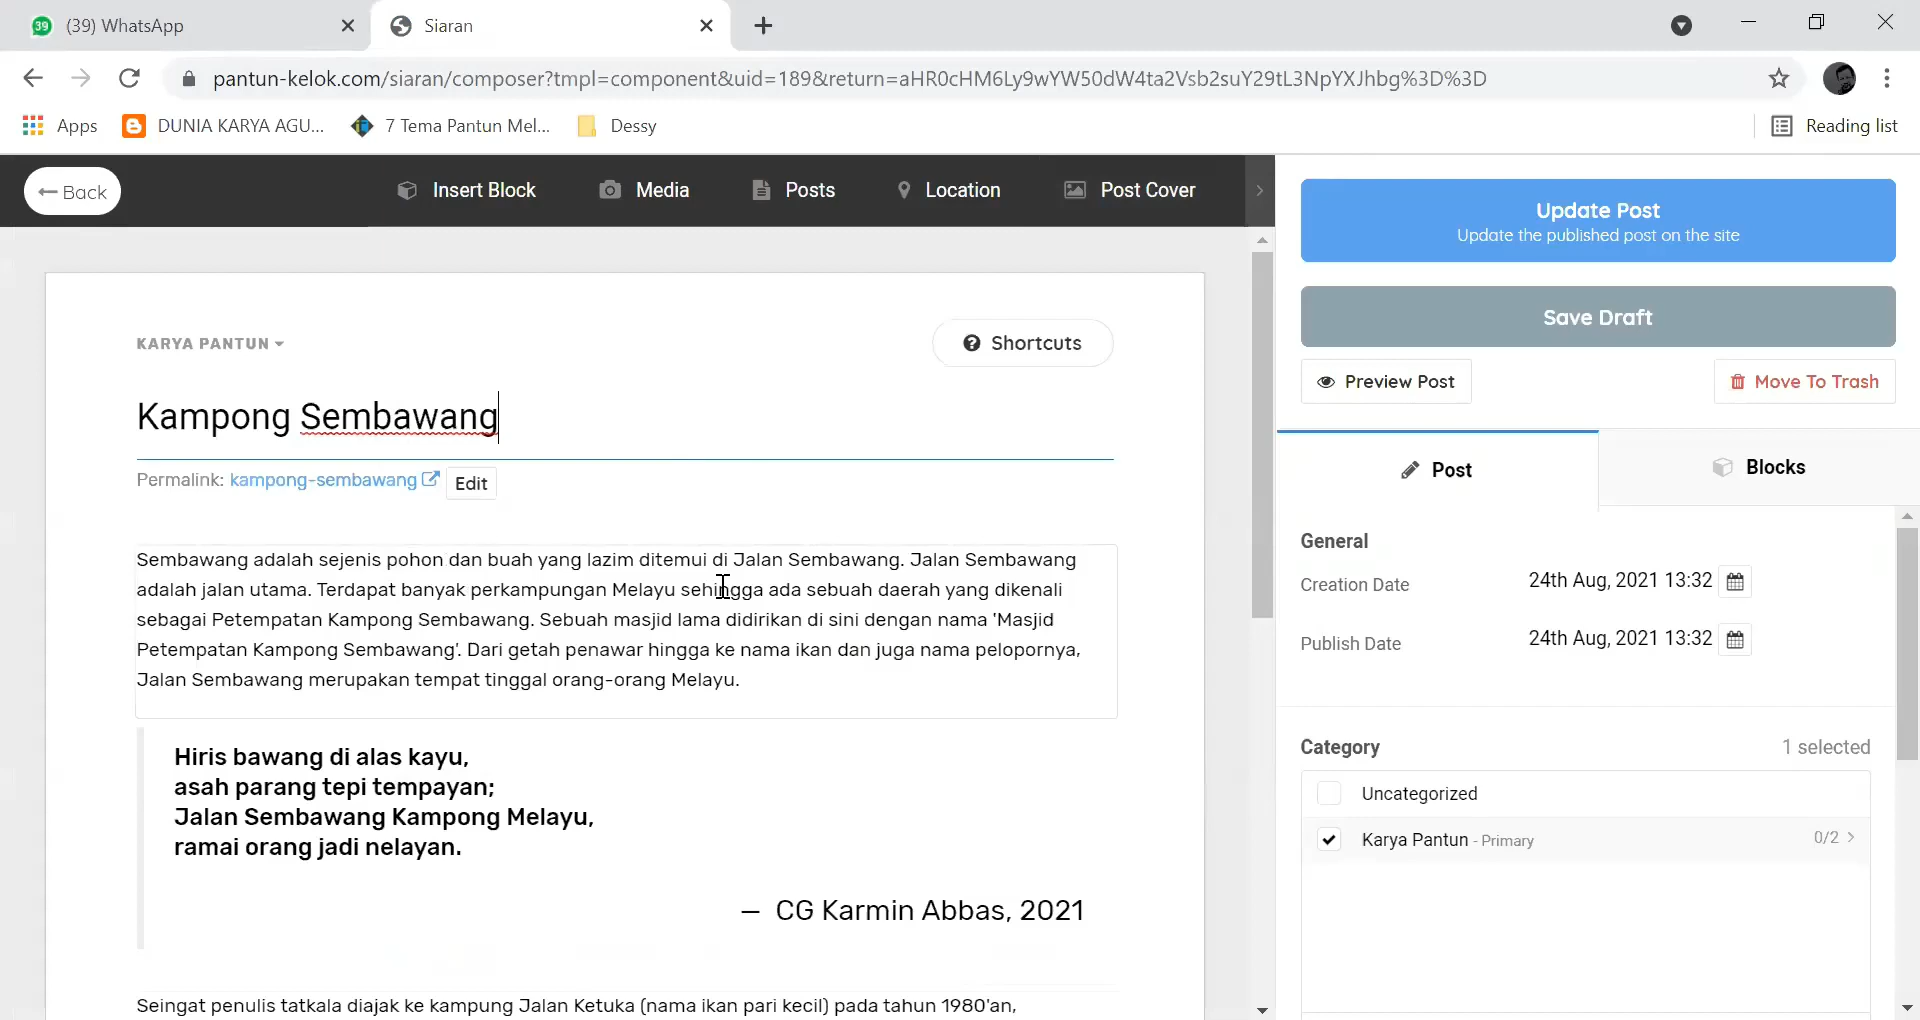 39 (39) WhatsApp
Siaran
pantun-kelok.com/siaran/composer?tmpl=component&uid=189&return=aHR0cHM6Ly9wYW50dW4ta2Vsb2suY29tL3NpYXJhbg%3D%3D
Apps
DUNIA KARYA AGU...
7 Tema Pantun Mel...
Dessy
Reading list
Back
Insert Block
Media
Posts
Location
Post Cover
Update Post
Update the published post on the site
Save Draft
Preview Post
Move To Trash
KARYA PANTUN
Shortcuts
Kampong Sembawang
Permalink: kampong-sembawang
Edit
Sembawang adalah sejenis pohon dan buah yang lazim ditemui di Jalan Sembawang. Jalan Sembawang
adalah jalan utama. Terdapat banyak perkampungan Melayu sehingga ada sebuah daerah yang dikenali
sebagai Petempatan Kampong Sembawang. Sebuah masjid lama didirikan di sini dengan nama 'Masjid
Petempatan Kampong Sembawang'. Dari getah penawar hingga ke nama ikan dan juga nama pelopornya,
Jalan Sembawang merupakan tempat tinggal orang-orang Melayu.
Hiris bawang di alas kayu,
asah parang tepi tempayan;
Jalan Sembawang Kampong Melayu,
ramai orang jadi nelayan.
— CG Karmin Abbas, 2021
Seingat penulis tatkala diajak ke kampung Jalan Ketuka (nama ikan pari kecil) pada tahun 1980'an,
Post
Blocks
General
Creation Date
24th Aug, 2021 13:32
Publish Date
24th Aug, 2021 13:32
Category
1 selected
Uncategorized
Karya Pantun - Primary
0/2